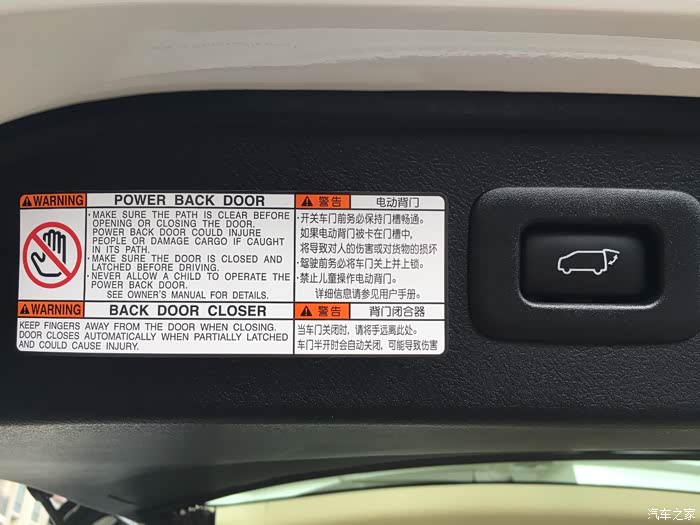 WARNING POWER BACK DOOR
· MAKE SURE THE PATH IS CLEAR BEFORE
OPENING OR CLOSING THE DOOR.
POWER BACK DOOR COULD INJURE
PEOPLE OR DAMAGE CARGO IF CAUGHT
IN ITS PATH.
· MAKE SURE THE DOOR IS CLOSED AND
LATCHED BEFORE DRIVING.
· NEVER ALLOW A CHILD TO OPERATE THE
POWER BACK DOOR.
SEE OWNER'S MANUAL FOR DETAILS.
警告 电动背门
·开关车门前务必保持门槽畅通。
如果电动背门被卡在门槽中,
将导致对人的伤害或对货物的损坏
·驾驶前务必将车门关上并上锁。
·禁止儿童操作电动背门。
详细信息请参见用户手册。
WARNING BACK DOOR CLOSER
KEEP FINGERS AWAY FROM THE DOOR WHEN CLOSING.
DOOR CLOSES AUTOMATICALLY WHEN PARTIALLY LATCHED
AND COULD CAUSE INJURY.
警告 背门闭合器
当车门关闭时, 请将手远离此处。
车门半开时会自动关闭, 可能导致伤害
汽车之家